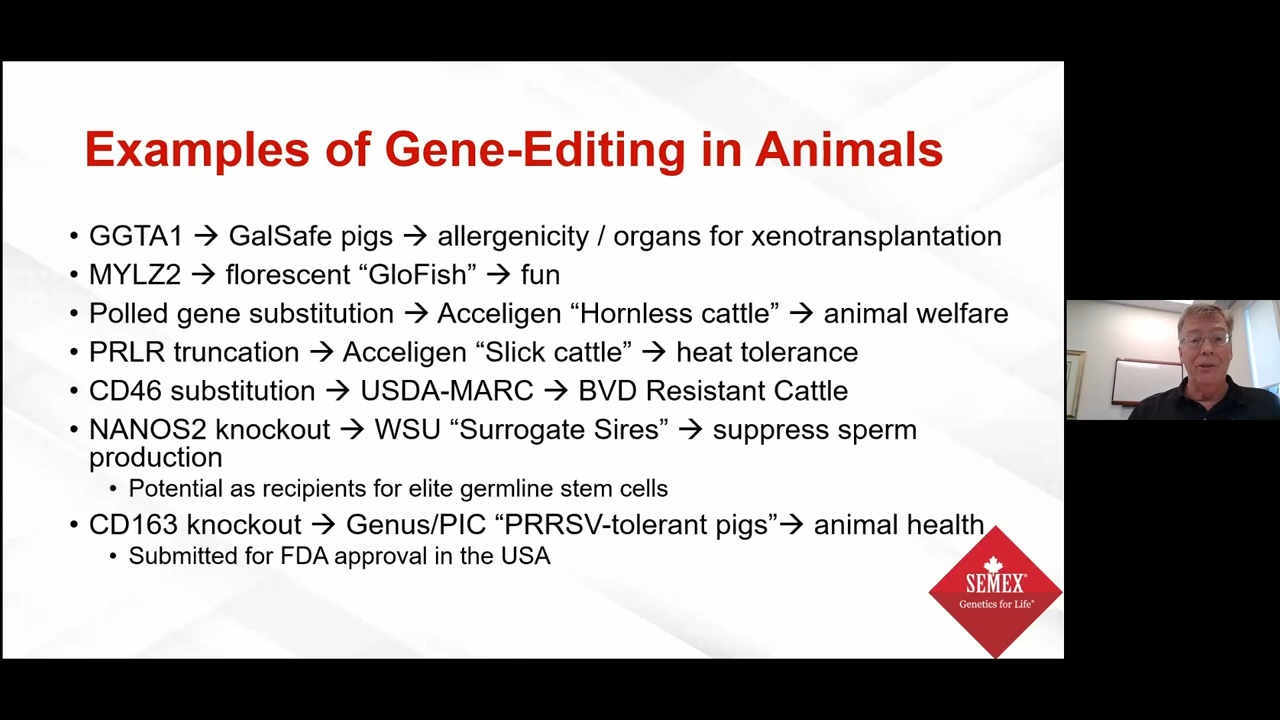 Examples of Gene-Editing in Animals
• GGTA1 → GalSafe pigs → allergenicity / organs for xenotransplantation
• MYLZ2 → florescent “GloFish” → fun
• Polled gene substitution → Acceligen “Hornless cattle” → animal welfare
• PRLR truncation → Acceligen “Slick cattle” → heat tolerance
• CD46 substitution → USDA-MARC → BVD Resistant Cattle
• NANOS2 knockout → WSU “Surrogate Sires” → suppress sperm
production
• Potential as recipients for elite germline stem cells
• CD163 knockout → Genus/PIC “PRRSV-tolerant pigs”→ animal health
• Submitted for FDA approval in the USA
SEMEX®
Genetics for Life®